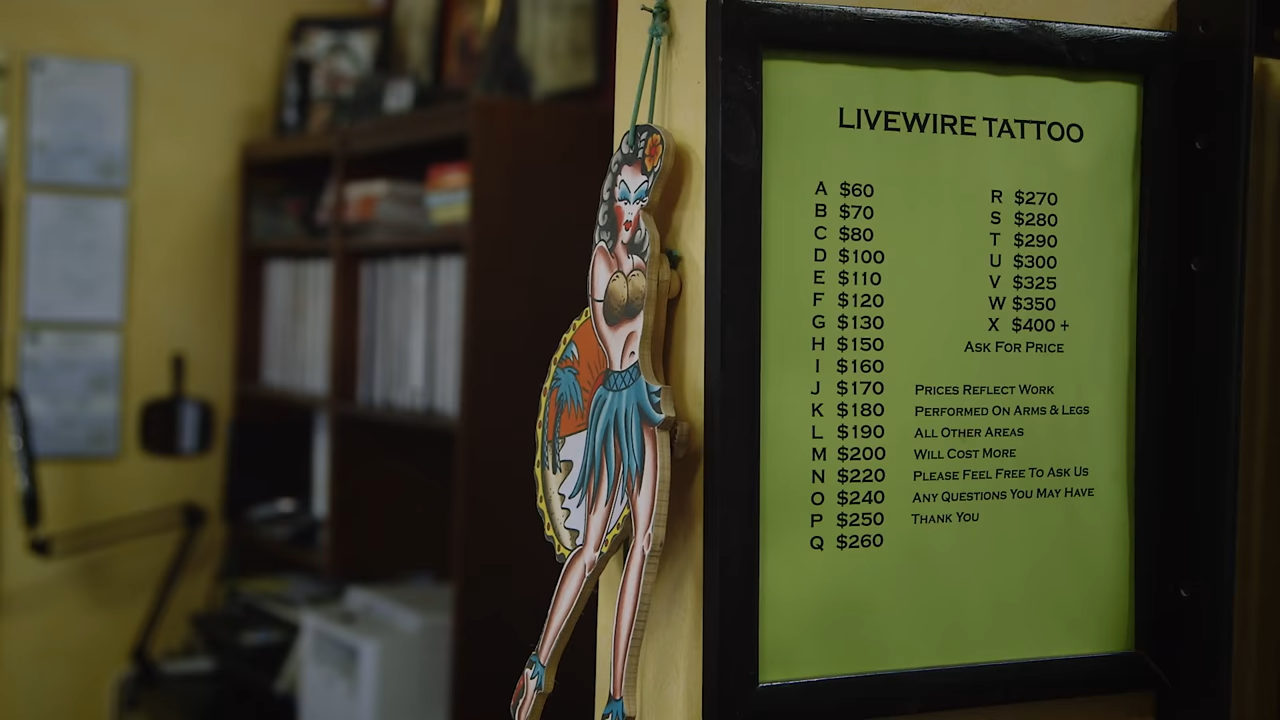 LIVEWIRE TATTOO
A $60
B $70
C $80
D $100
E $110
F $120
G $130
H $150
I $160
J $170
K $180
L $190
M $200
N $220
O $240
P $250
Q $260
R $270
S $280
T $290
U $300
V $325
W $350
X $400 +
ASK FOR PRICE
PRICES REFLECT WORK
PERFORMED ON ARMS & LEGS
ALL OTHER AREAS
WILL COST MORE
PLEASE FEEL FREE TO ASK US
ANY QUESTIONS YOU MAY HAVE
THANK YOU